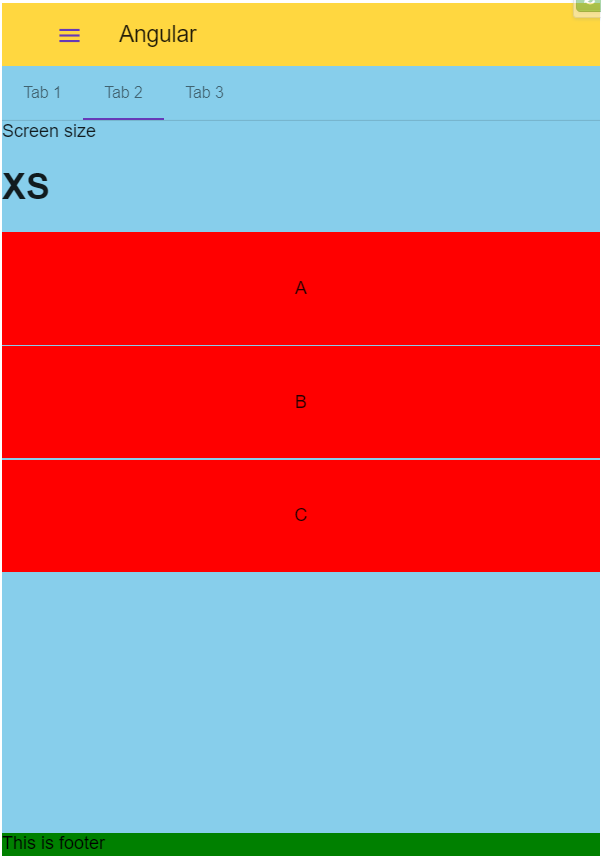 Angular
Tab 1 Tab 2 Tab 3
Screen size
XS
A
B
C
This is footer